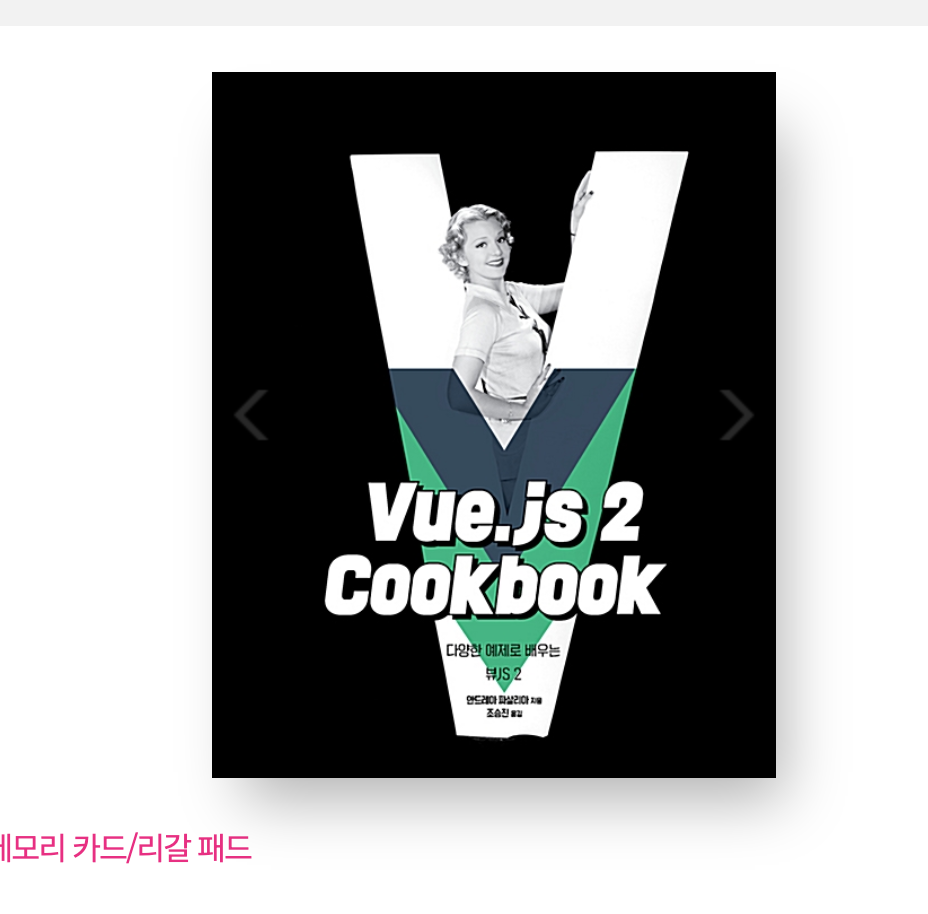 Vue.js 2
Cookbook
다양한 예제로 배우는
뷰JS 2
안드레아 파살리아 지음
조승진 옮김
메모리 카드/리갈 패드